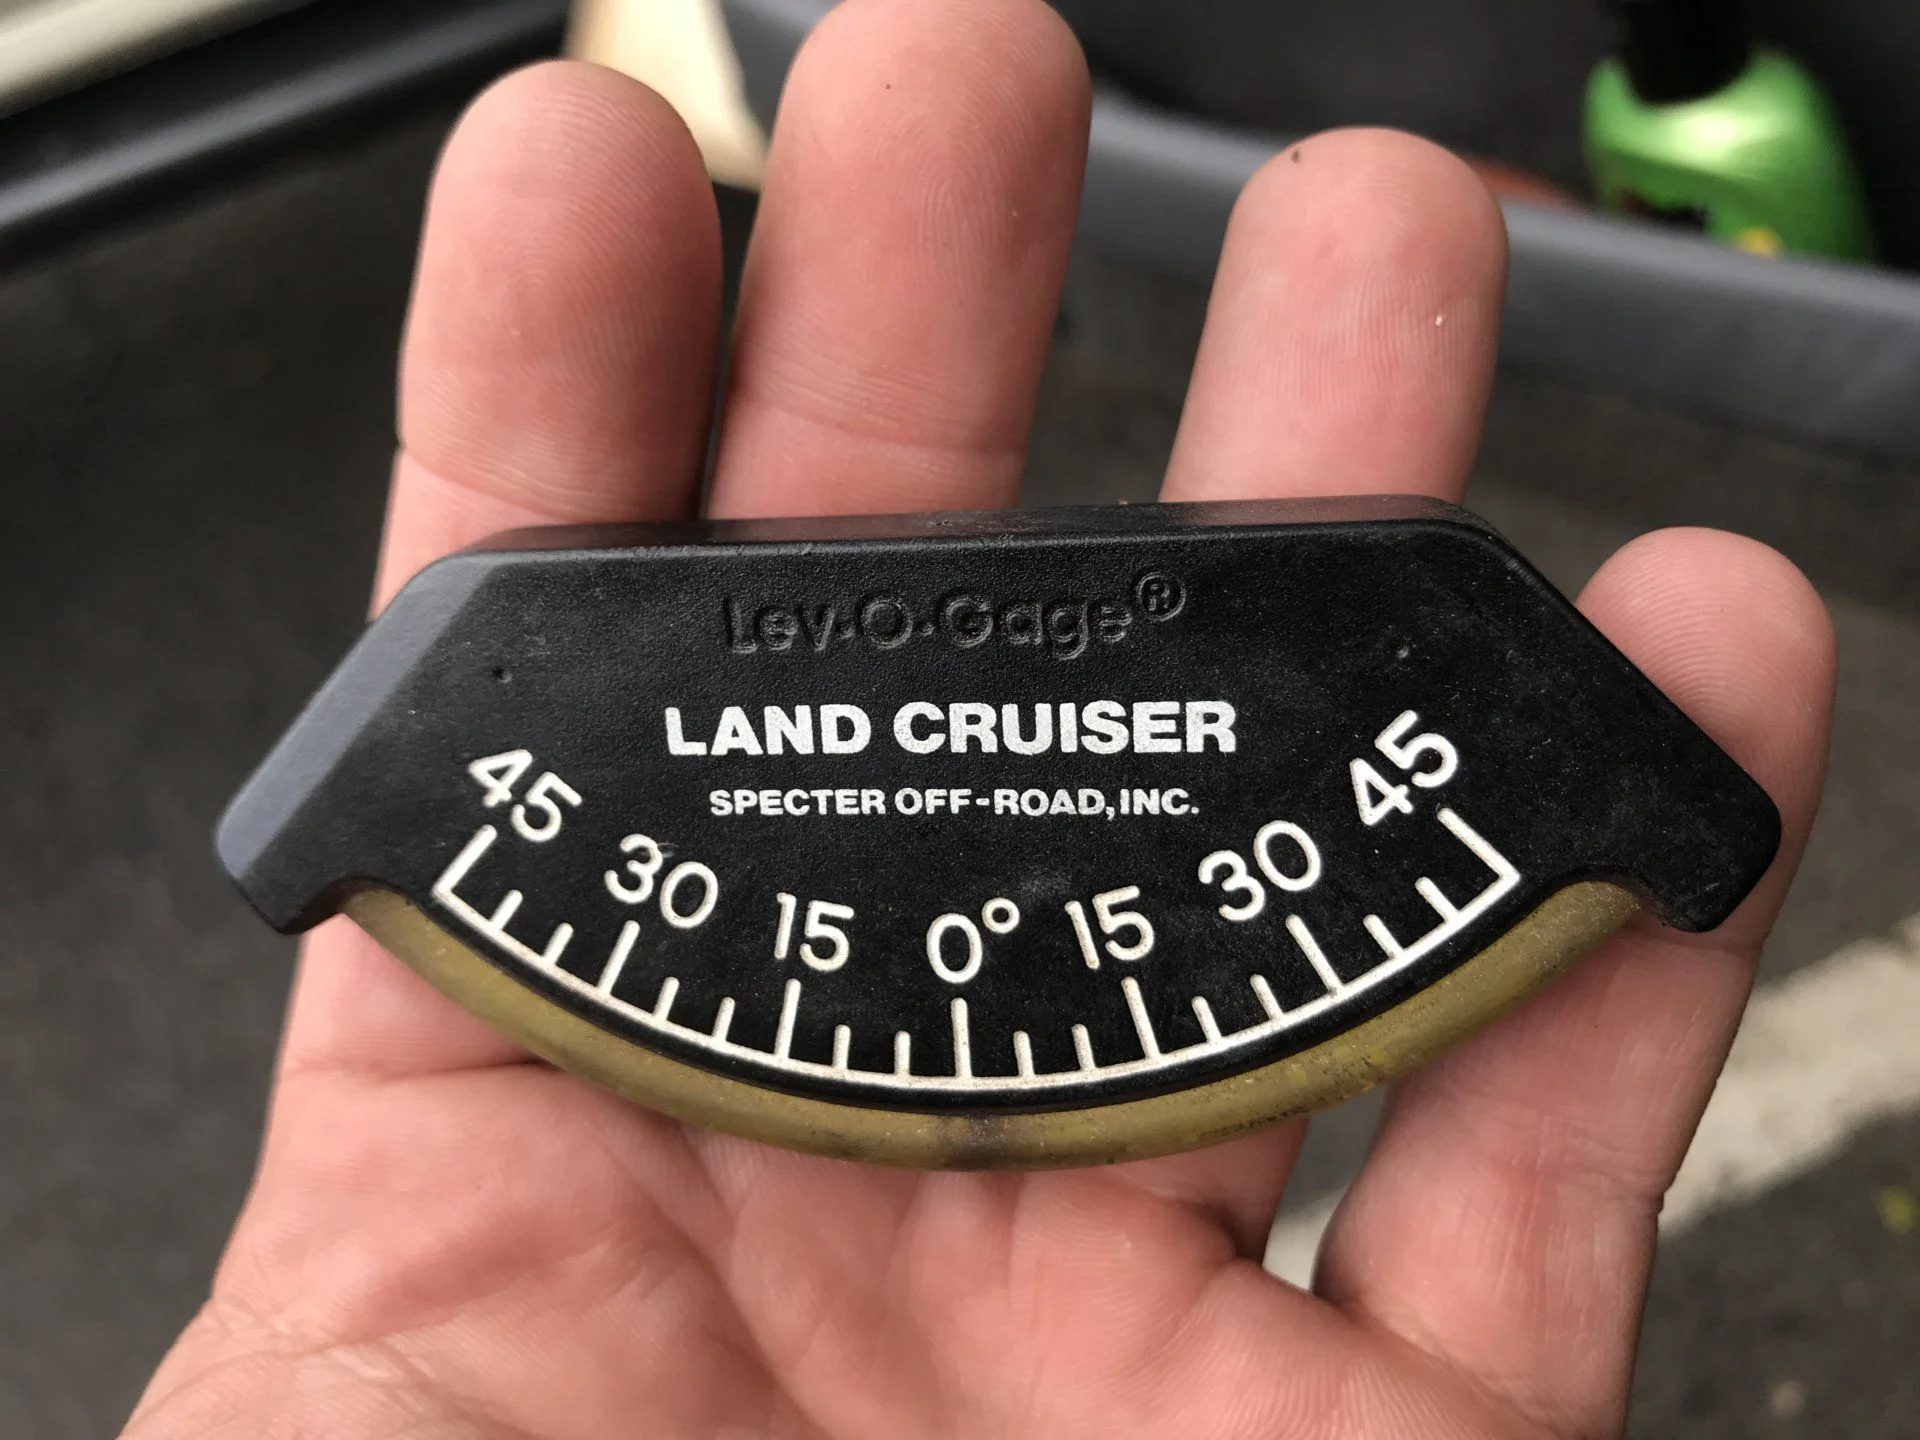 Lev·O·Gage®
LAND CRUISER
SPECTER OFF-ROAD, INC.
45 30 15 0° 15 30 45